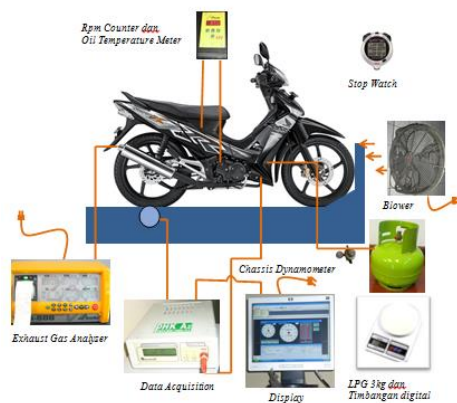 Rpm Counter dan
Oil Temperature Meter
Stop Watch
Blower
Chassis Dynamometer
Exhaust Gas Analyzer
Data Acquisition
Display
LPG 3kg dan
Timbangan digital